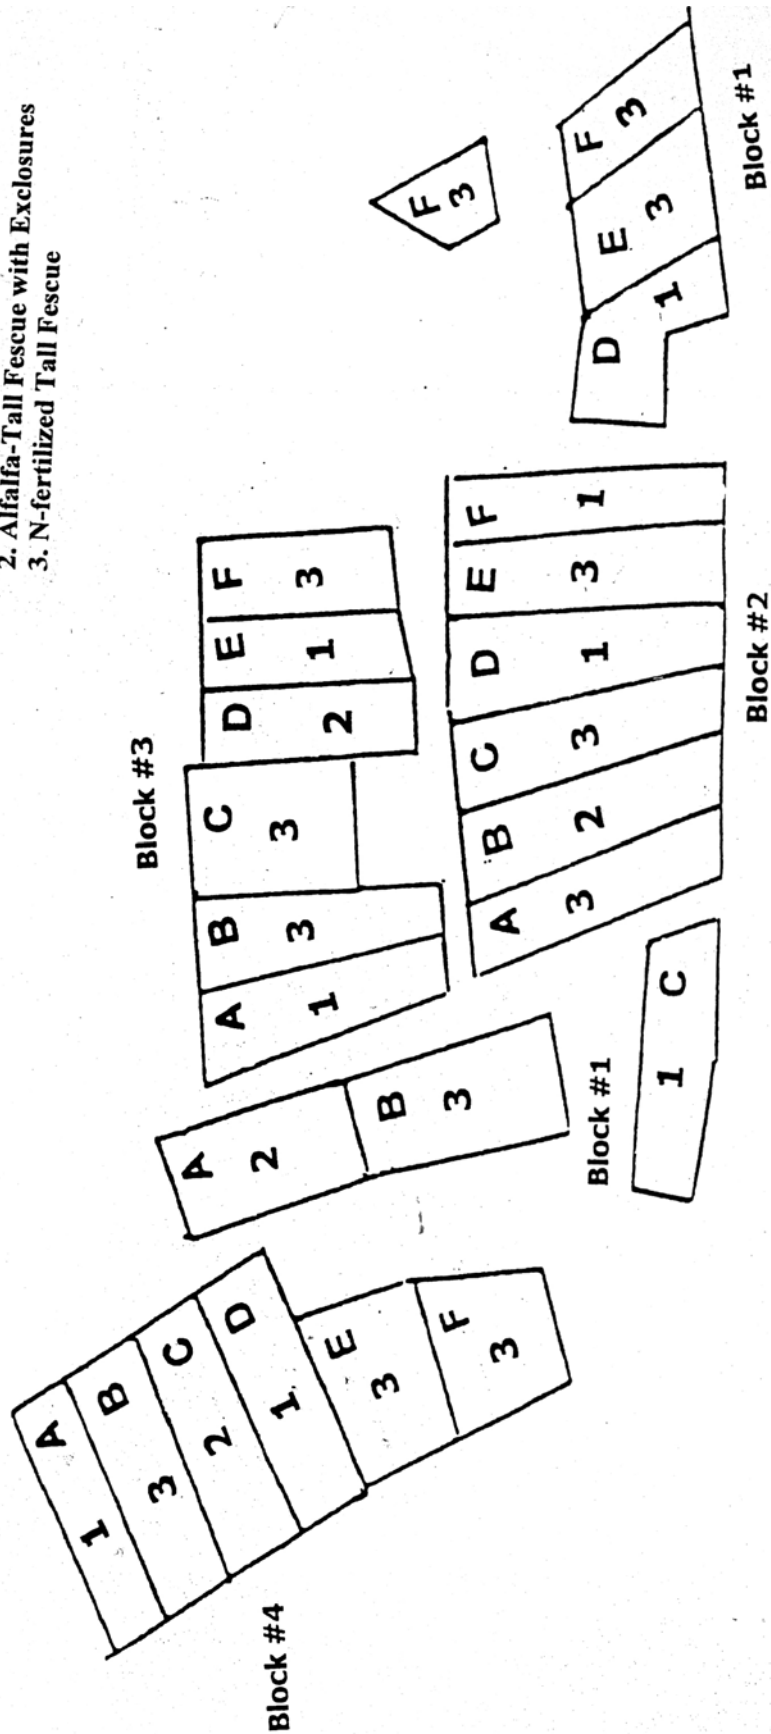 2. Alfalfa-Tall Fescue with Exclosures
3. N-fertilized Tall Fescue
Block #4
A
1
B
3
C
2
D
1
E
3
F
3
A
2
B
3
Block #1
1 C
Block #3
A
1
B
3
C
3
D
2
E
1
F
3
A
3
B
2
C
3
D
1
E
3
F
1
Block #2
F
3
D
1
E
3
F
3
Block #1